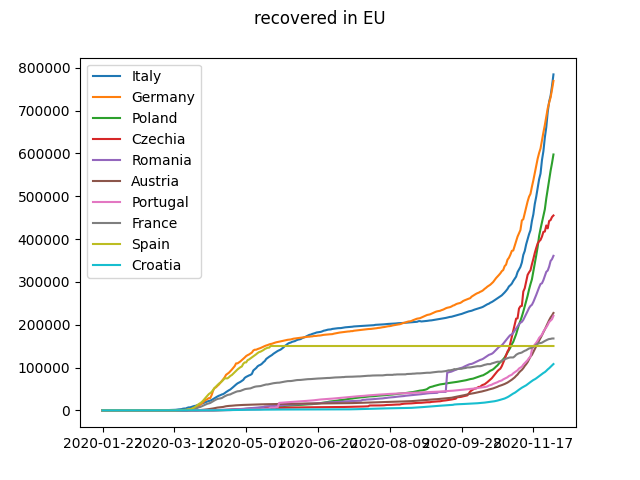 recovered in EU
800000
700000
600000
500000
400000
300000
200000
100000
0
Italy
Germany
Poland
Czechia
Romania
Austria
Portugal
France
Spain
Croatia
2020-01-22
2020-03-12
2020-05-01
2020-06-20
2020-08-09
2020-09-28
2020-11-17